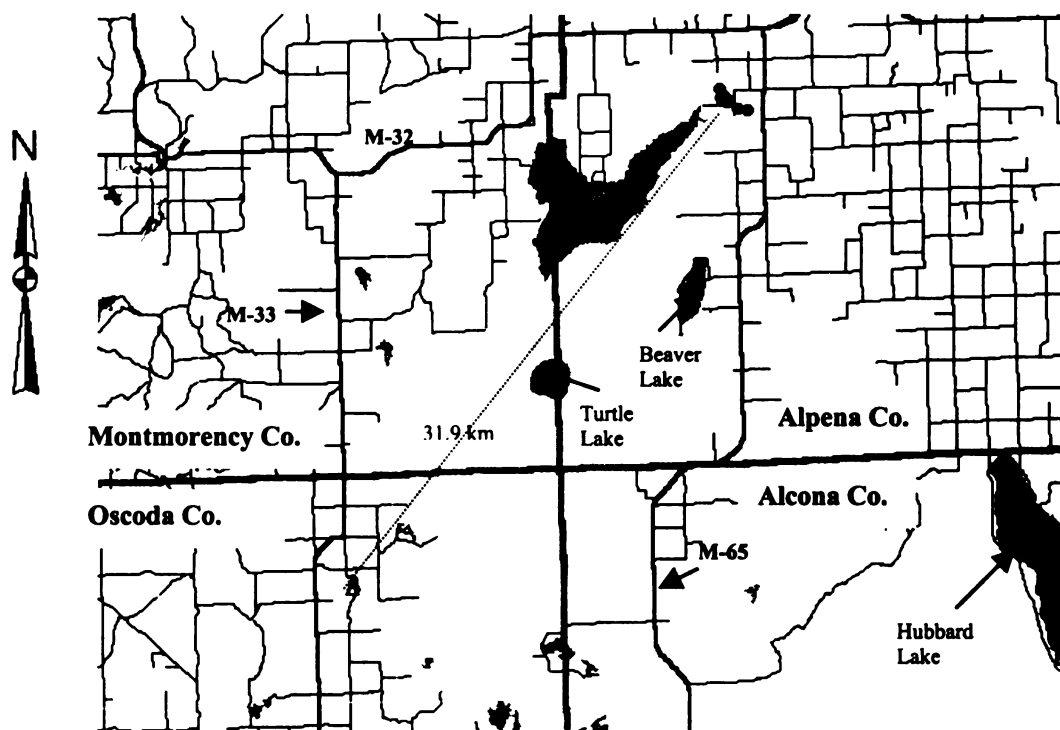 N
M-32
M-33
Beaver
Lake
Turtle
Lake
31.9 km
Montmorency Co.
Alpena Co.
Oscoda Co.
Alcona Co.
M-65
Hubbard
Lake